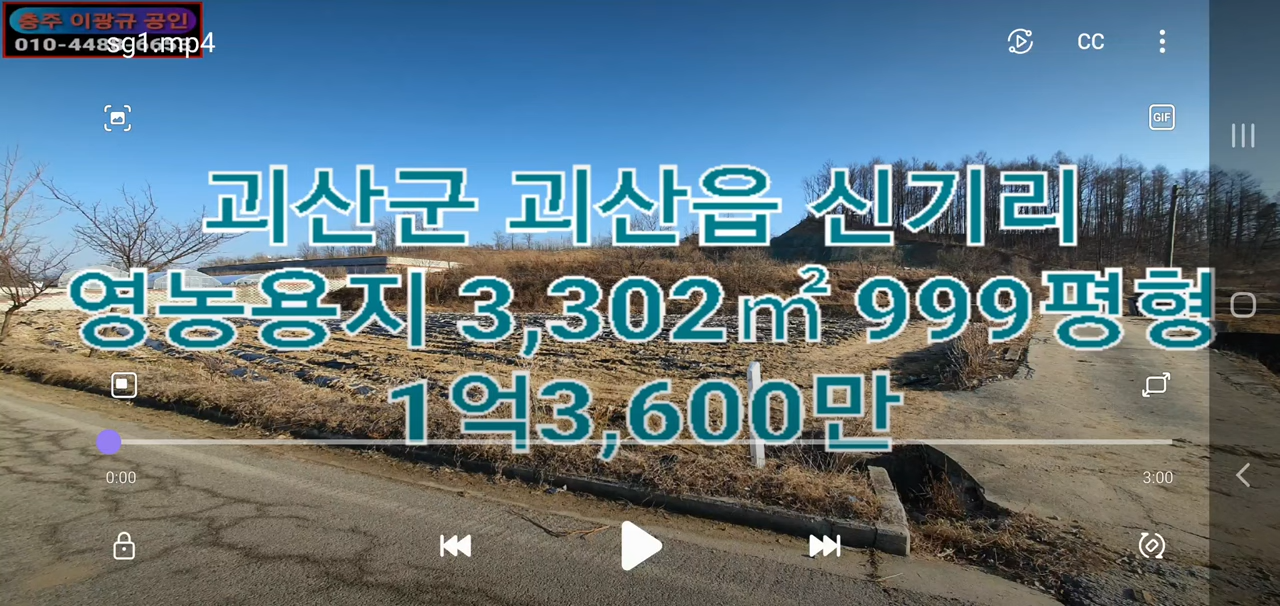 충주 이광규 공인
sg1.mp4
CC
GIF
괴산군 괴산읍 신기리
영농용지 3,302㎡ 999평형
1억3,600만
0:00
3:00